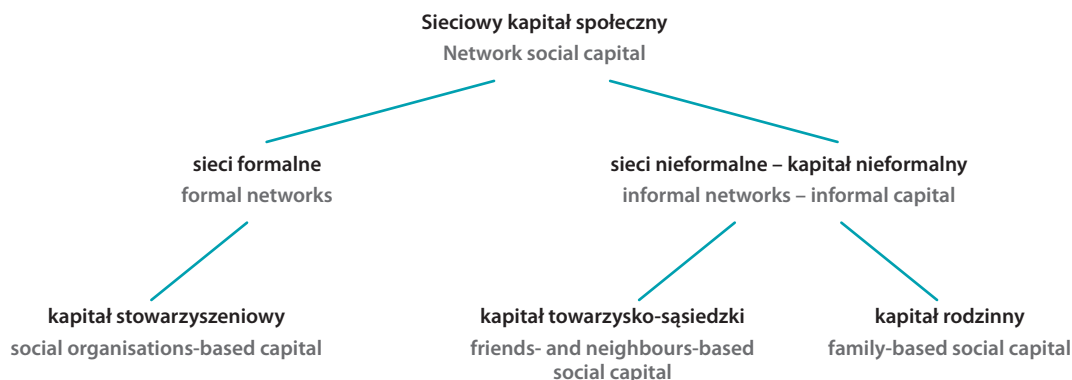 Sieciowy kapitał społeczny
Network social capital
sieci formalne
formal networks
sieci nieformalne – kapitał nieformalny
informal networks – informal capital
kapitał stowarzyszeniowy
social organisations-based capital
kapitał towarzysko-sąsiedzki
friends- and neighbours-based
social capital
kapitał rodzinny
family-based social capital